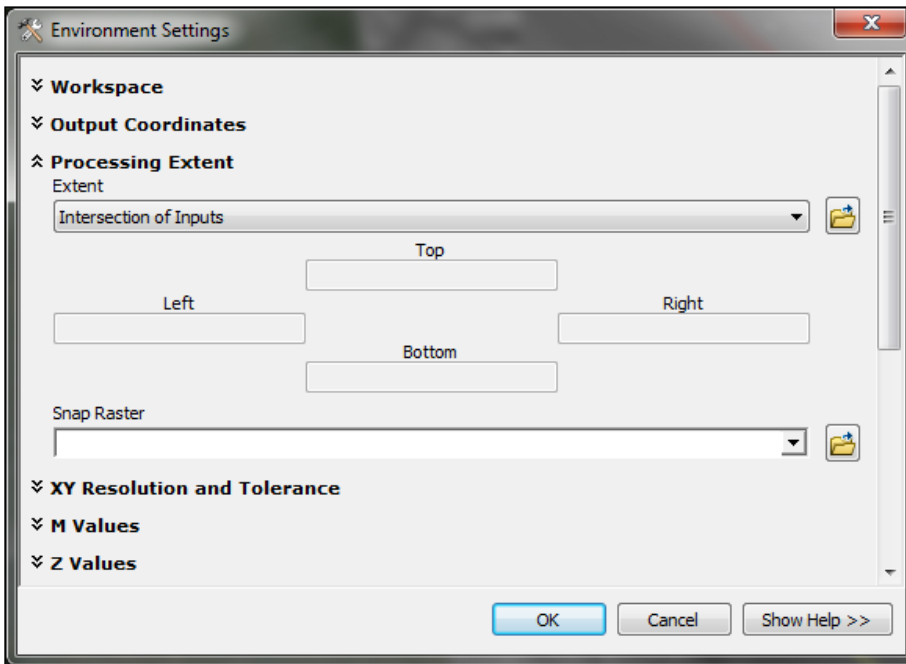 Environment Settings
Workspace
Output Coordinates
Processing Extent
Extent
Intersection of Inputs
Top
Left Right
Bottom
Snap Raster
XY Resolution and Tolerance
M Values
Z Values
OK Cancel Show Help >>